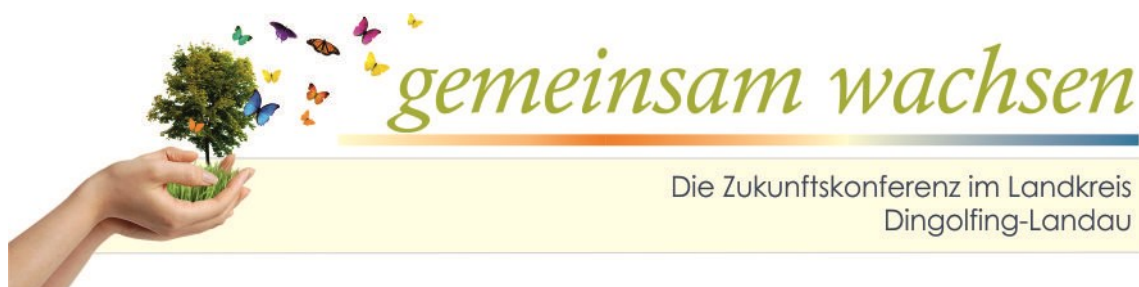 gemeinsam wachsen
Die Zukunftskonferenz im Landkreis
Dingolfing-Landau